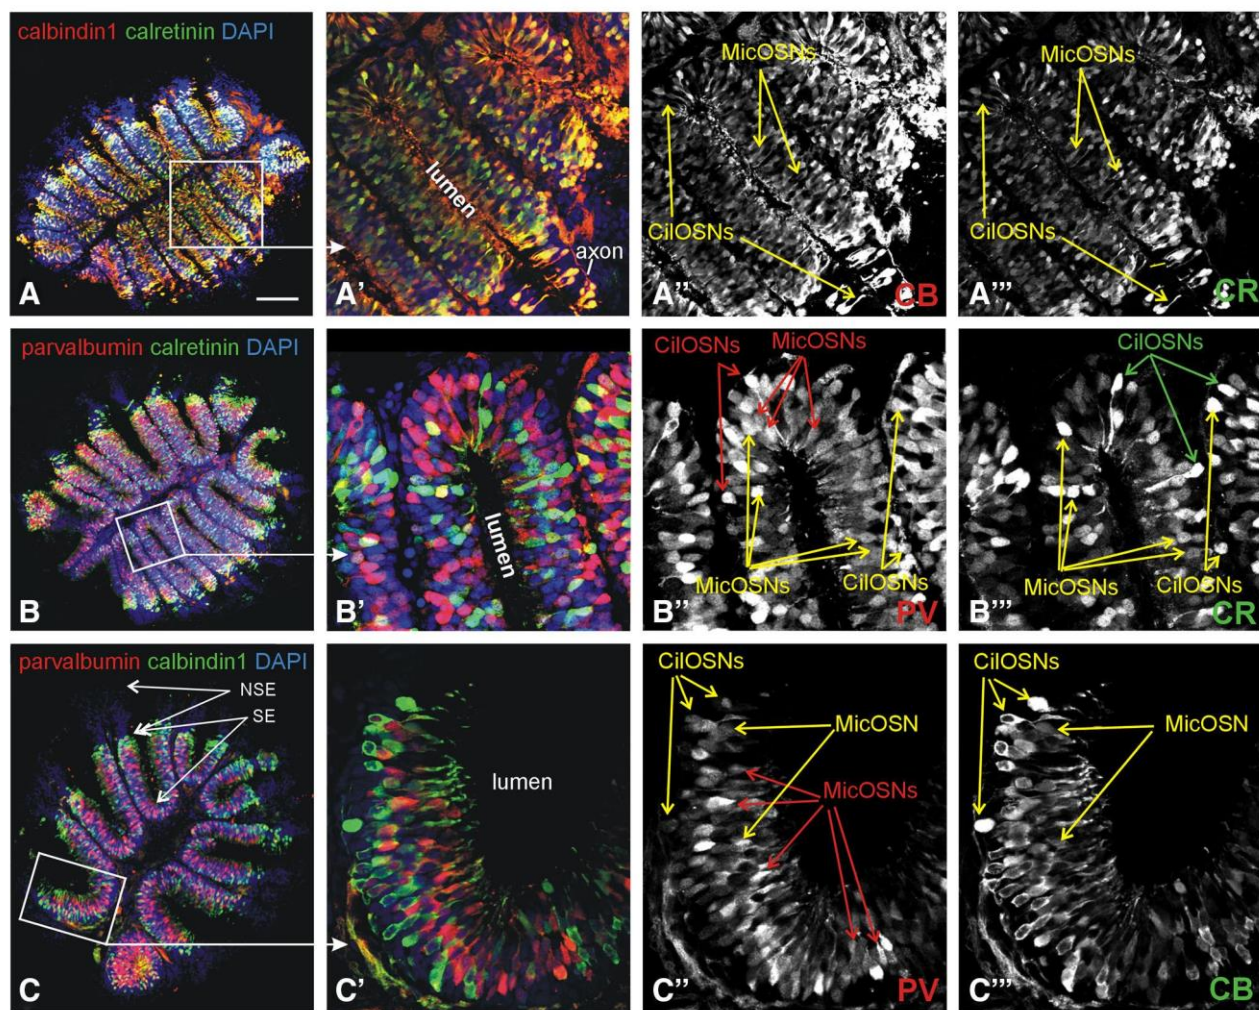 calbindin1 calretinin DAPI
A
lumen
axon
A'
MicOSNs
CilOSNs
A''
CB
MicOSNs
CilOSNs
A'''
CR
parvalbumin calretinin DAPI
B
lumen
B'
CilOSNs
MicOSNs
MicOSNs
CilOSNs
B''
PV
CilOSNs
MicOSNs
CilOSNs
B'''
CR
parvalbumin calbindin1 DAPI
NSE
SE
C
lumen
C'
CilOSNs
MicOSN
MicOSNs
C''
PV
CilOSNs
MicOSN
C'''
CB